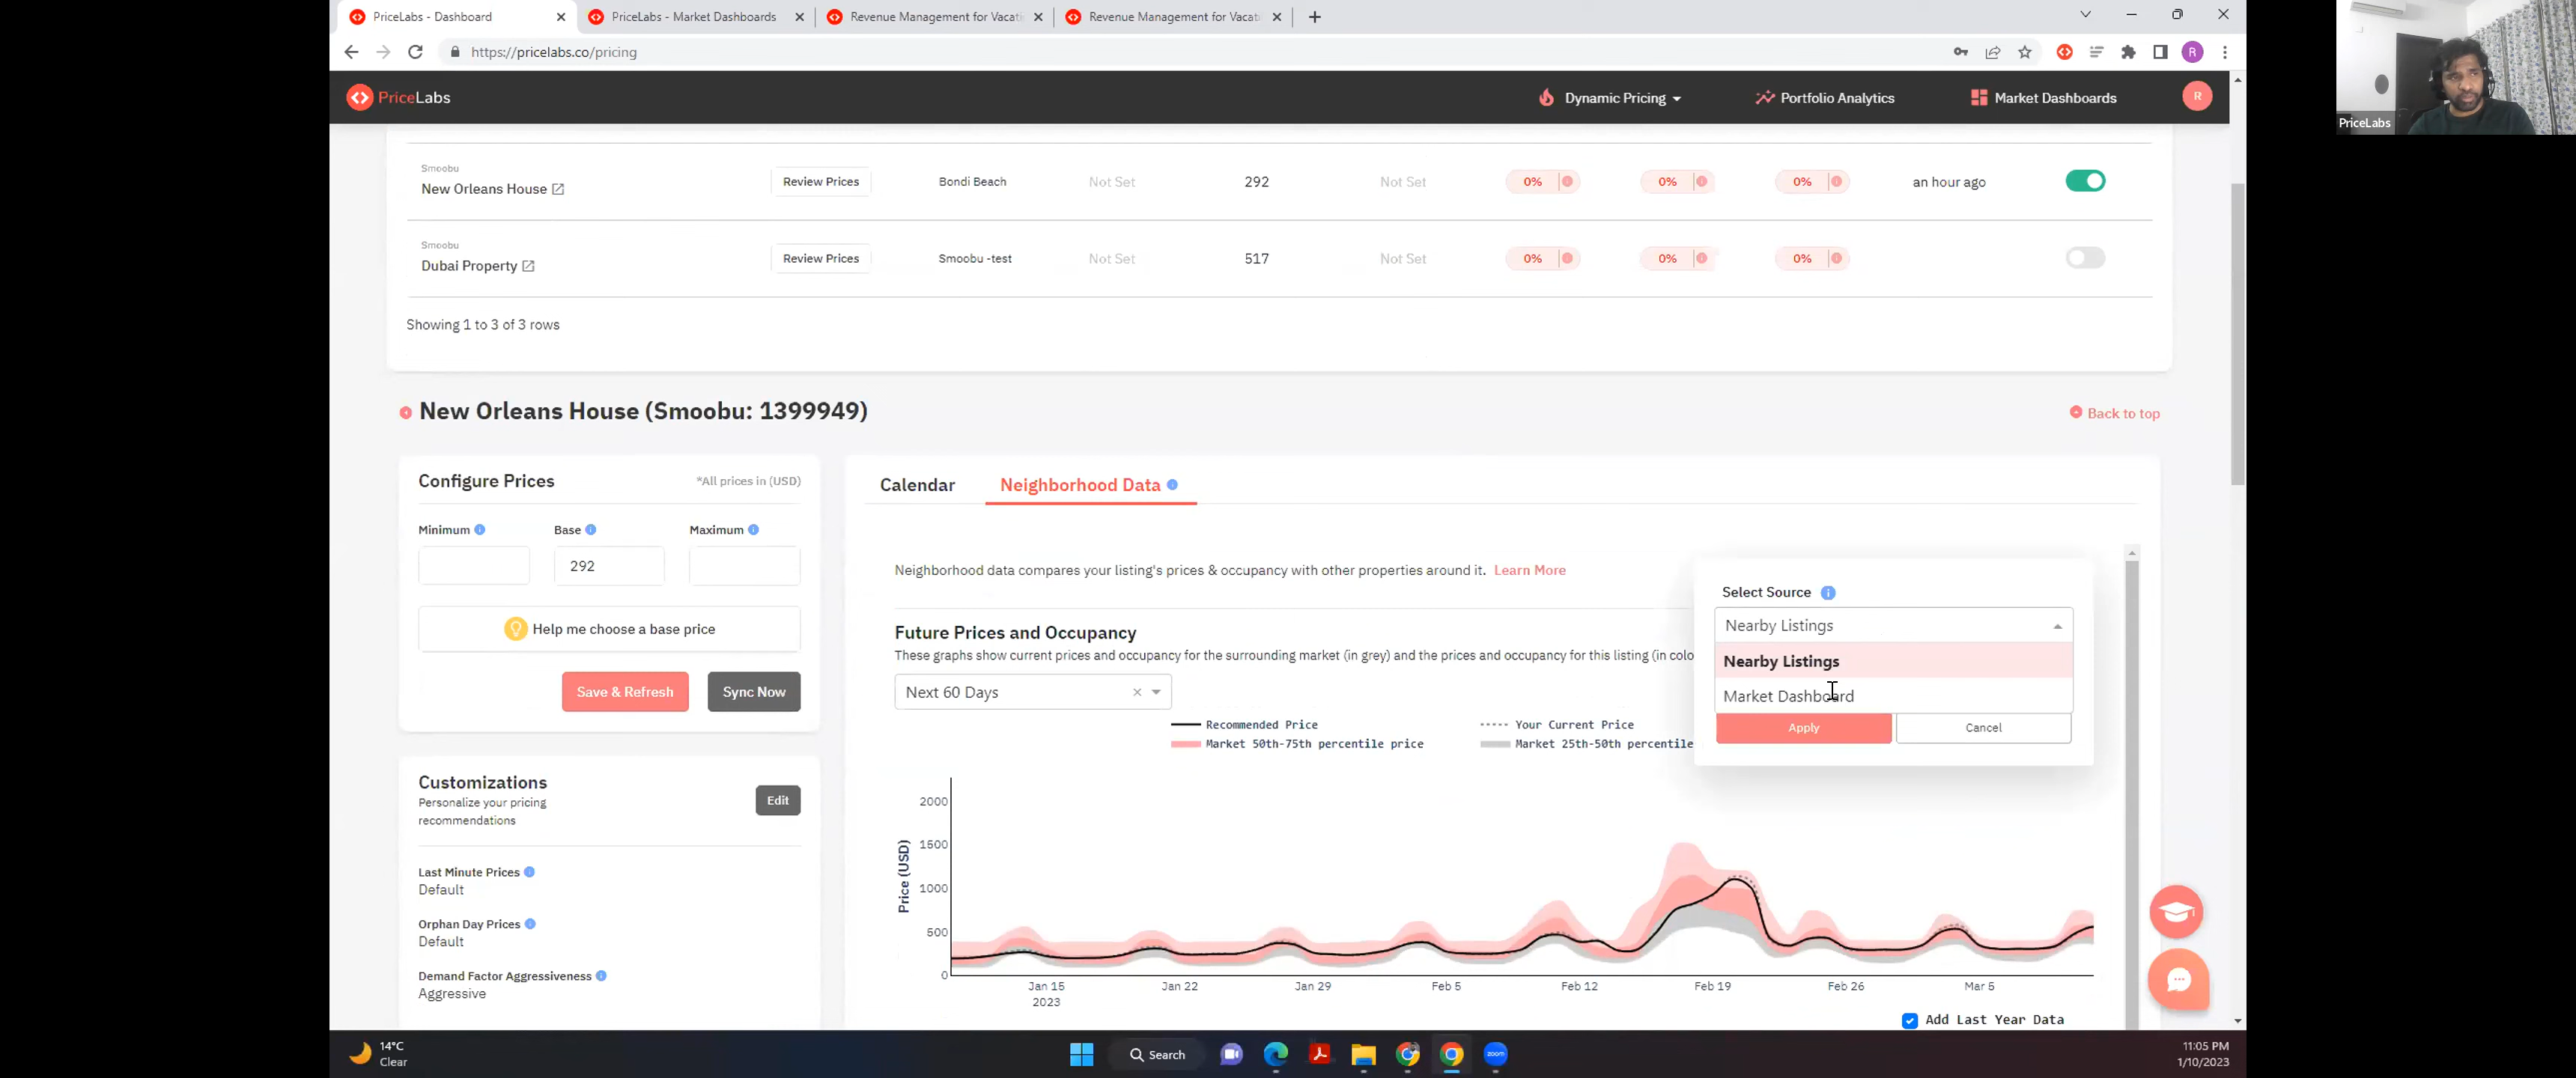 PriceLabs - Dashboard
PriceLabs - Market Dashboards
Revenue Management for Vacati
Revenue Management for Vacat
https://pricelabs.co/pricing
R
PriceLabs
Dynamic Pricing
Portfolio Analytics
Market Dashboards
R
PriceLabs
Smoobu
New Orleans House
Review Prices
Bondi Beach
Not Set
292
Not Set
0%
0%
0%
an hour ago
Smoobu
Dubai Property
Review Prices
Smoobu -test
Not Set
517
Not Set
0%
0%
0%
Showing 1 to 3 of 3 rows
New Orleans House (Smoobu: 1399949)
Back to top
Configure Prices
*All prices in (USD)
Minimum
Base
Maximum
292
Help me choose a base price
Save & Refresh
Sync Now
Customizations
Personalize your pricing
recommendations
Edit
Last Minute Prices
Default
Orphan Day Prices
Default
Demand Factor Aggressiveness
Aggressive
Calendar
Neighborhood Data
Neighborhood data compares your listing's prices & occupancy with other properties around it. Learn More
Future Prices and Occupancy
These graphs show current prices and occupancy for the surrounding market (in grey) and the prices and occupancy for this listing (in colo
Next 60 Days
Select Source
Nearby Listings
Nearby Listings
Market Dashboard
Apply
Cancel
Recommended Price
Your Current Price
Market 50th-75th percentile price
Market 25th-50th percentile
Price (USD)
2000
1500
1000
500
0
Jan 15
2023
Jan 22
Jan 29
Feb 5
Feb 12
Feb 19
Feb 26
Mar 5
Add Last Year Data
14°C
Clear
Search
zoom
11:05 PM
1/10/2023